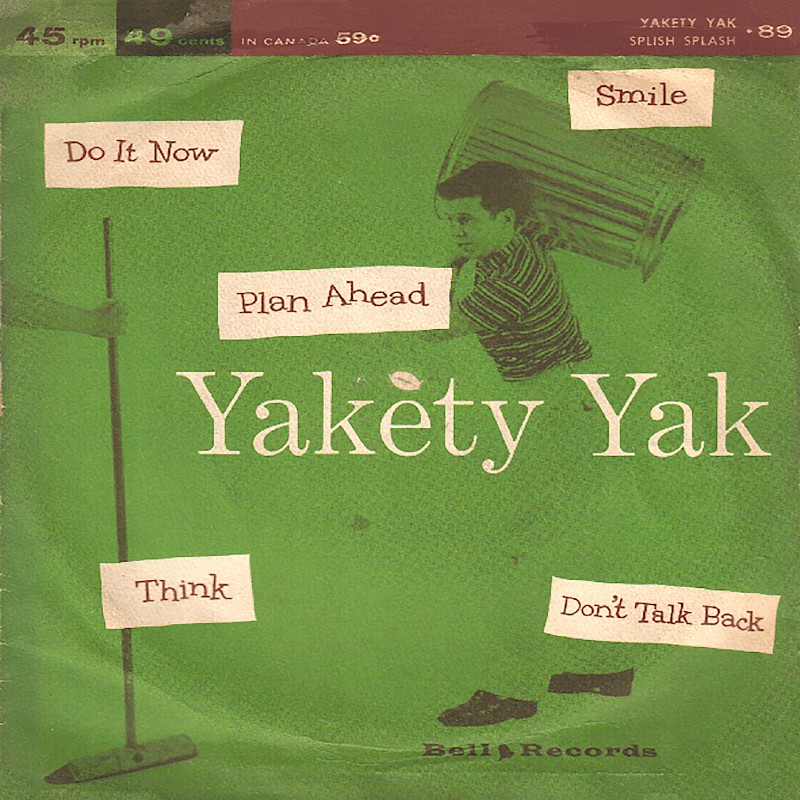 45 rpm 49 cents IN CANADA 59¢
YAKETY YAK
SPLISH SPLASH
• 89
Smile
Do It Now
Plan Ahead
Yakety Yak
Think
Don't Talk Back
Bell Records